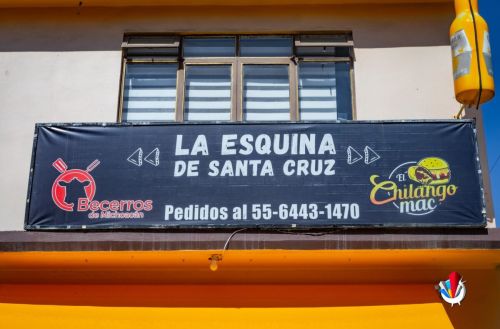 LA ESQUINA
DE SANTA CRUZ
Becerros
de Michoacán
Pedidos al 55-6443-1470
El
Chilango
mac